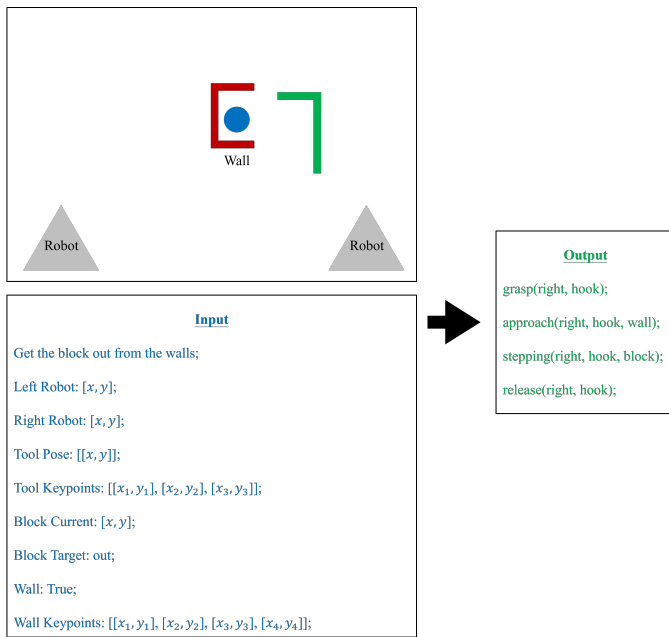 Wall
Robot
Robot
Input
Get the block out from the walls;
Left Robot: [x, y];
Right Robot: [x, y];
Tool Pose: [[x, y]];
Tool Keypoints: [[x₁, y₁], [x₂, y₂], [x₃, y₃]];
Block Current: [x, y];
Block Target: out;
Wall: True;
Wall Keypoints: [[x₁, y₁], [x₂, y₂], [x₃, y₃], [x₄, y₄]];
Output
grasp(right, hook);
approach(right, hook, wall);
stepping(right, hook, block);
release(right, hook);